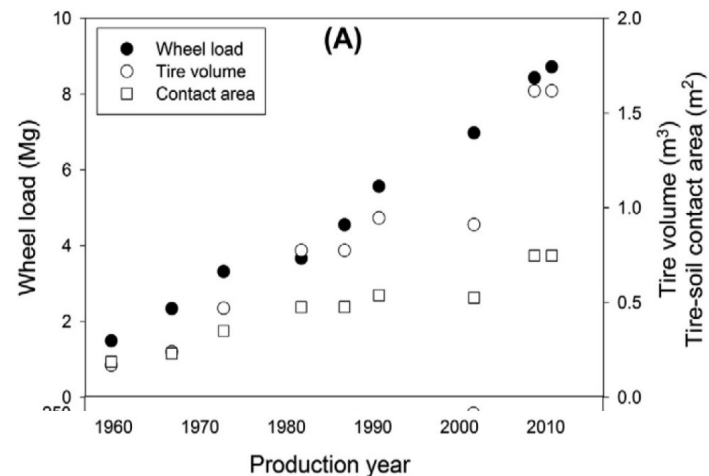 (A)
Wheel load
Tire volume
Contact area
10
8
6
4
2
0
Wheel load (Mg)
2.0
1.5
1.0
0.5
0.0
Tire volume (m³)
Tire-soil contact area (m²)
1960 1970 1980 1990 2000 2010
Production year